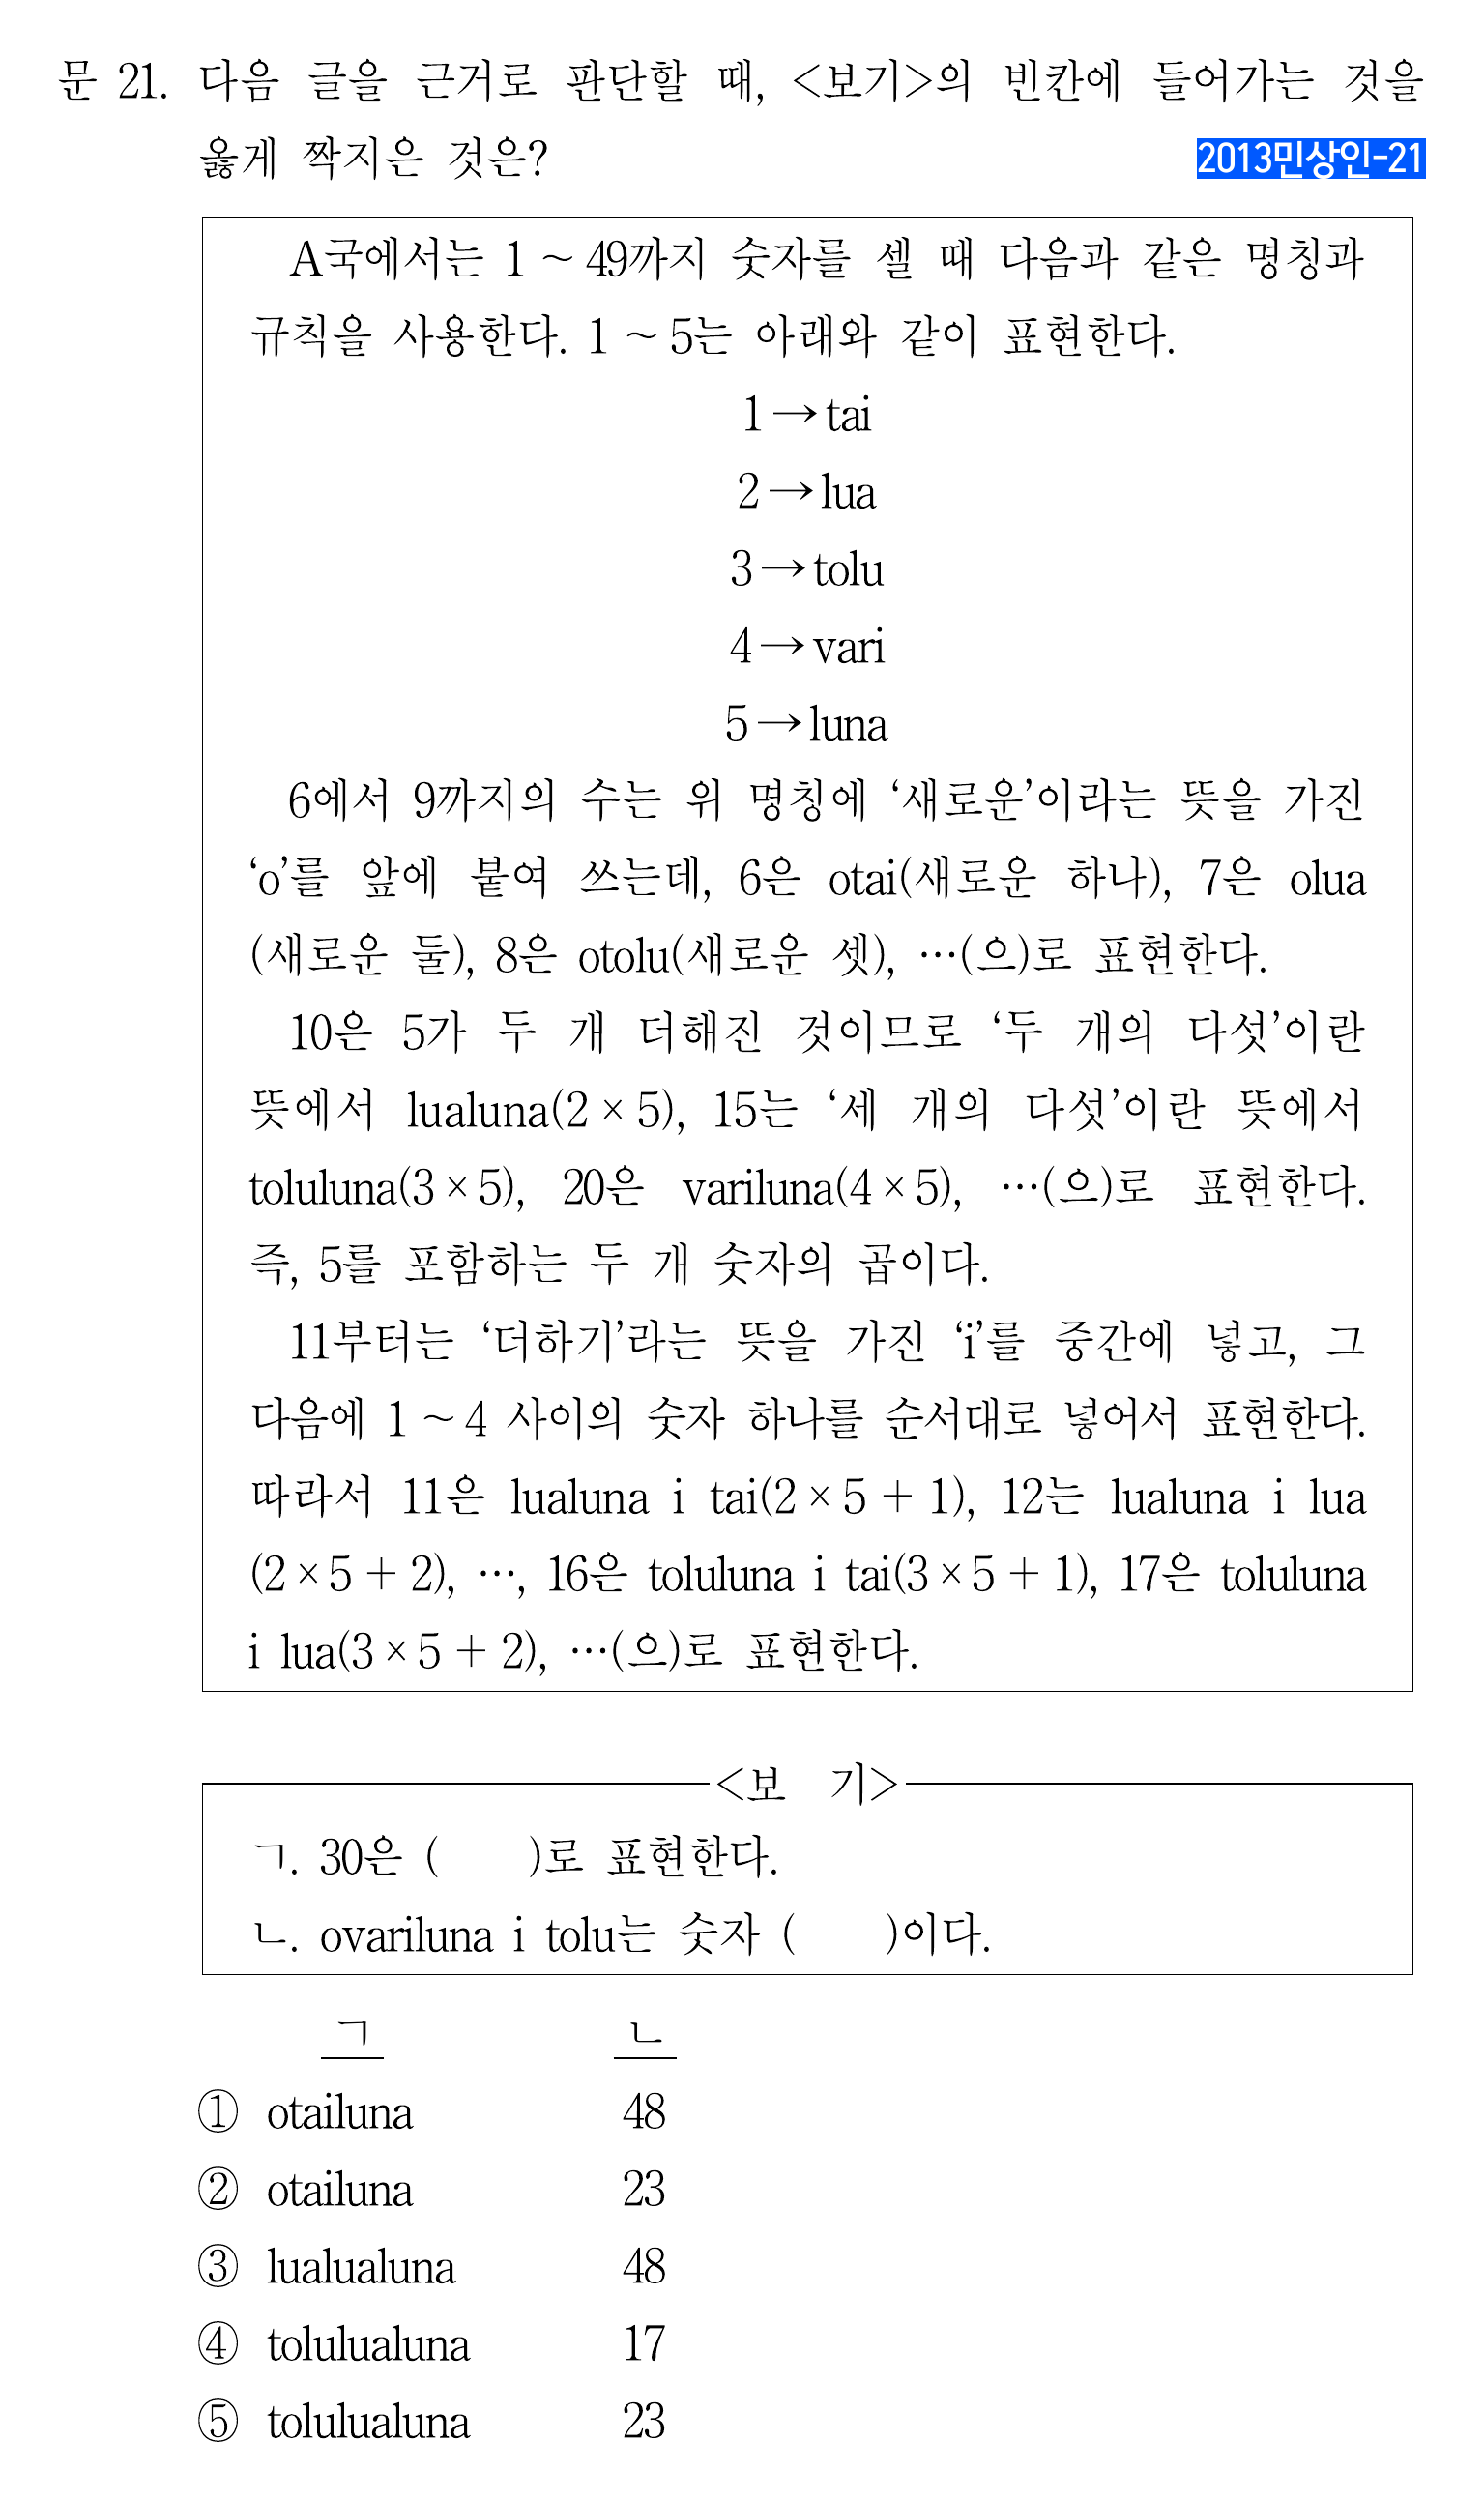 문 21. 다음 글을 근거로 판단할 때, <보기>의 빈칸에 들어가는 것을
옳게 짝지은 것은?
2013민상인-21
A국에서는 1 ~ 49까지 숫자를 셀 때 다음과 같은 명칭과
규칙을 사용한다. 1 ~ 5는 아래와 같이 표현한다.
1 → tai
2 → lua
3 → tolu
4 → vari
5 → luna
6에서 9까지의 수는 위 명칭에 ‘새로운’이라는 뜻을 가진
‘o’를 앞에 붙여 쓰는데, 6은 otai(새로운 하나), 7은 olua
(새로운 둘), 8은 otolu(새로운 셋), …(으)로 표현한다.
10은 5가 두 개 더해진 것이므로 ‘두 개의 다섯’이란
뜻에서 lualuna(2 × 5), 15는 ‘세 개의 다섯’이란 뜻에서
toluluna(3 × 5), 20은 variluna(4 × 5), …(으)로 표현한다.
즉, 5를 포함하는 두 개 숫자의 곱이다.
11부터는 ‘더하기’라는 뜻을 가진 ‘i’를 중간에 넣고, 그
다음에 1 ~ 4 사이의 숫자 하나를 순서대로 넣어서 표현한다.
따라서 11은 lualuna i tai(2 × 5 + 1), 12는 lualuna i lua
(2 × 5 + 2), …, 16은 toluluna i tai(3 × 5 + 1), 17은 toluluna
i lua(3 × 5 + 2), …(으)로 표현한다.
<보 기>
ㄱ. 30은 ( )로 표현한다.
ㄴ. ovariluna i tolu는 숫자 ( )이다.
ㄱ ㄴ
① otailuna 48
② otailuna 23
③ lualualuna 48
④ tolulualuna 17
⑤ tolulualuna 23